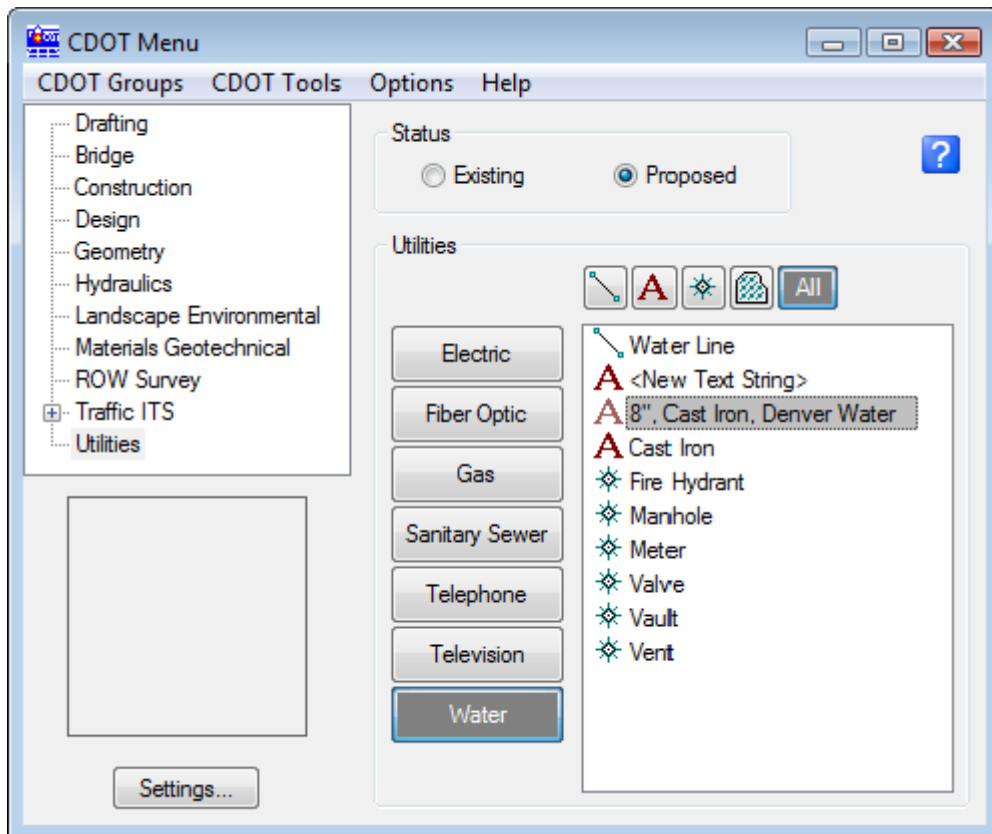 CDOT Menu
CDOT Groups CDOT Tools Options Help
Drafting
Bridge
Construction
Design
Geometry
Hydraulics
Landscape Environmental
Materials Geotechnical
ROW Survey
Traffic ITS
Utilities
Settings...
Status
Existing Proposed
?
Utilities
A All
Electric
Fiber Optic
Gas
Sanitary Sewer
Telephone
Television
Water
Water Line
A <New Text String>
A 8", Cast Iron, Denver Water
A Cast Iron
Fire Hydrant
Manhole
Meter
Valve
Vault
Vent